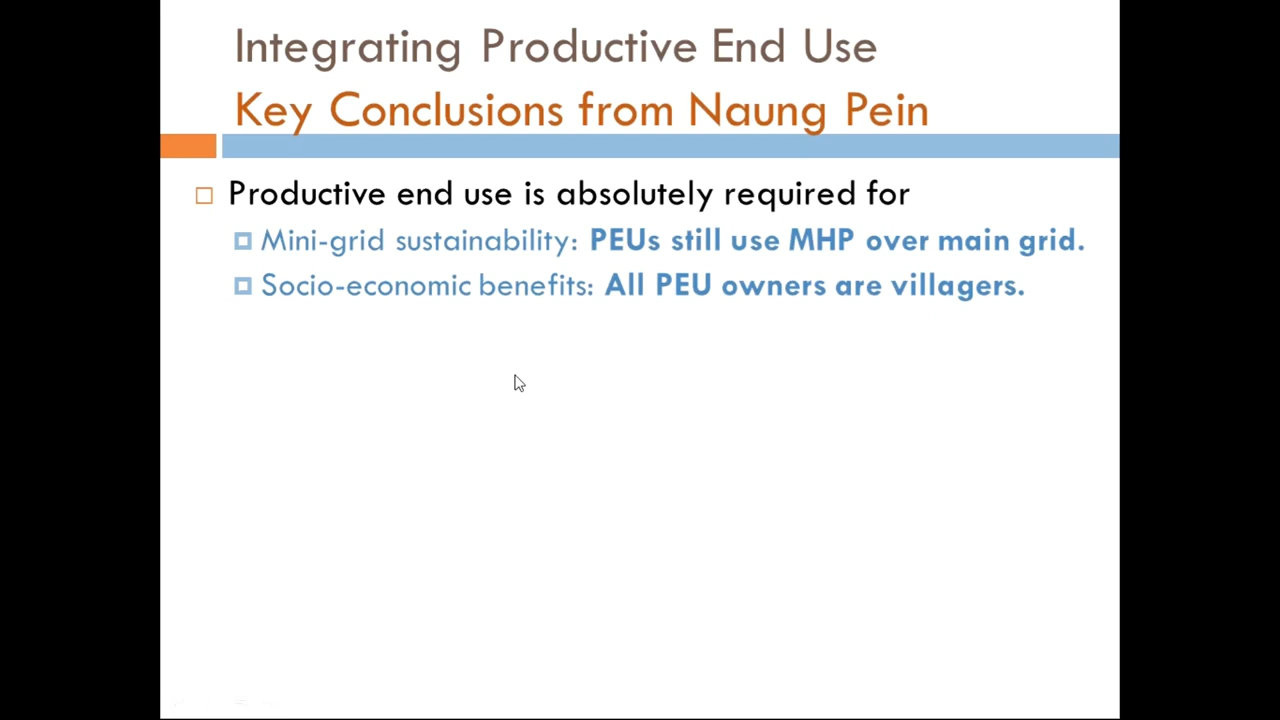 Integrating Productive End Use
Key Conclusions from Naung Pein
Productive end use is absolutely required for
Mini-grid sustainability: PEUs still use MHP over main grid.
Socio-economic benefits: All PEU owners are villagers.